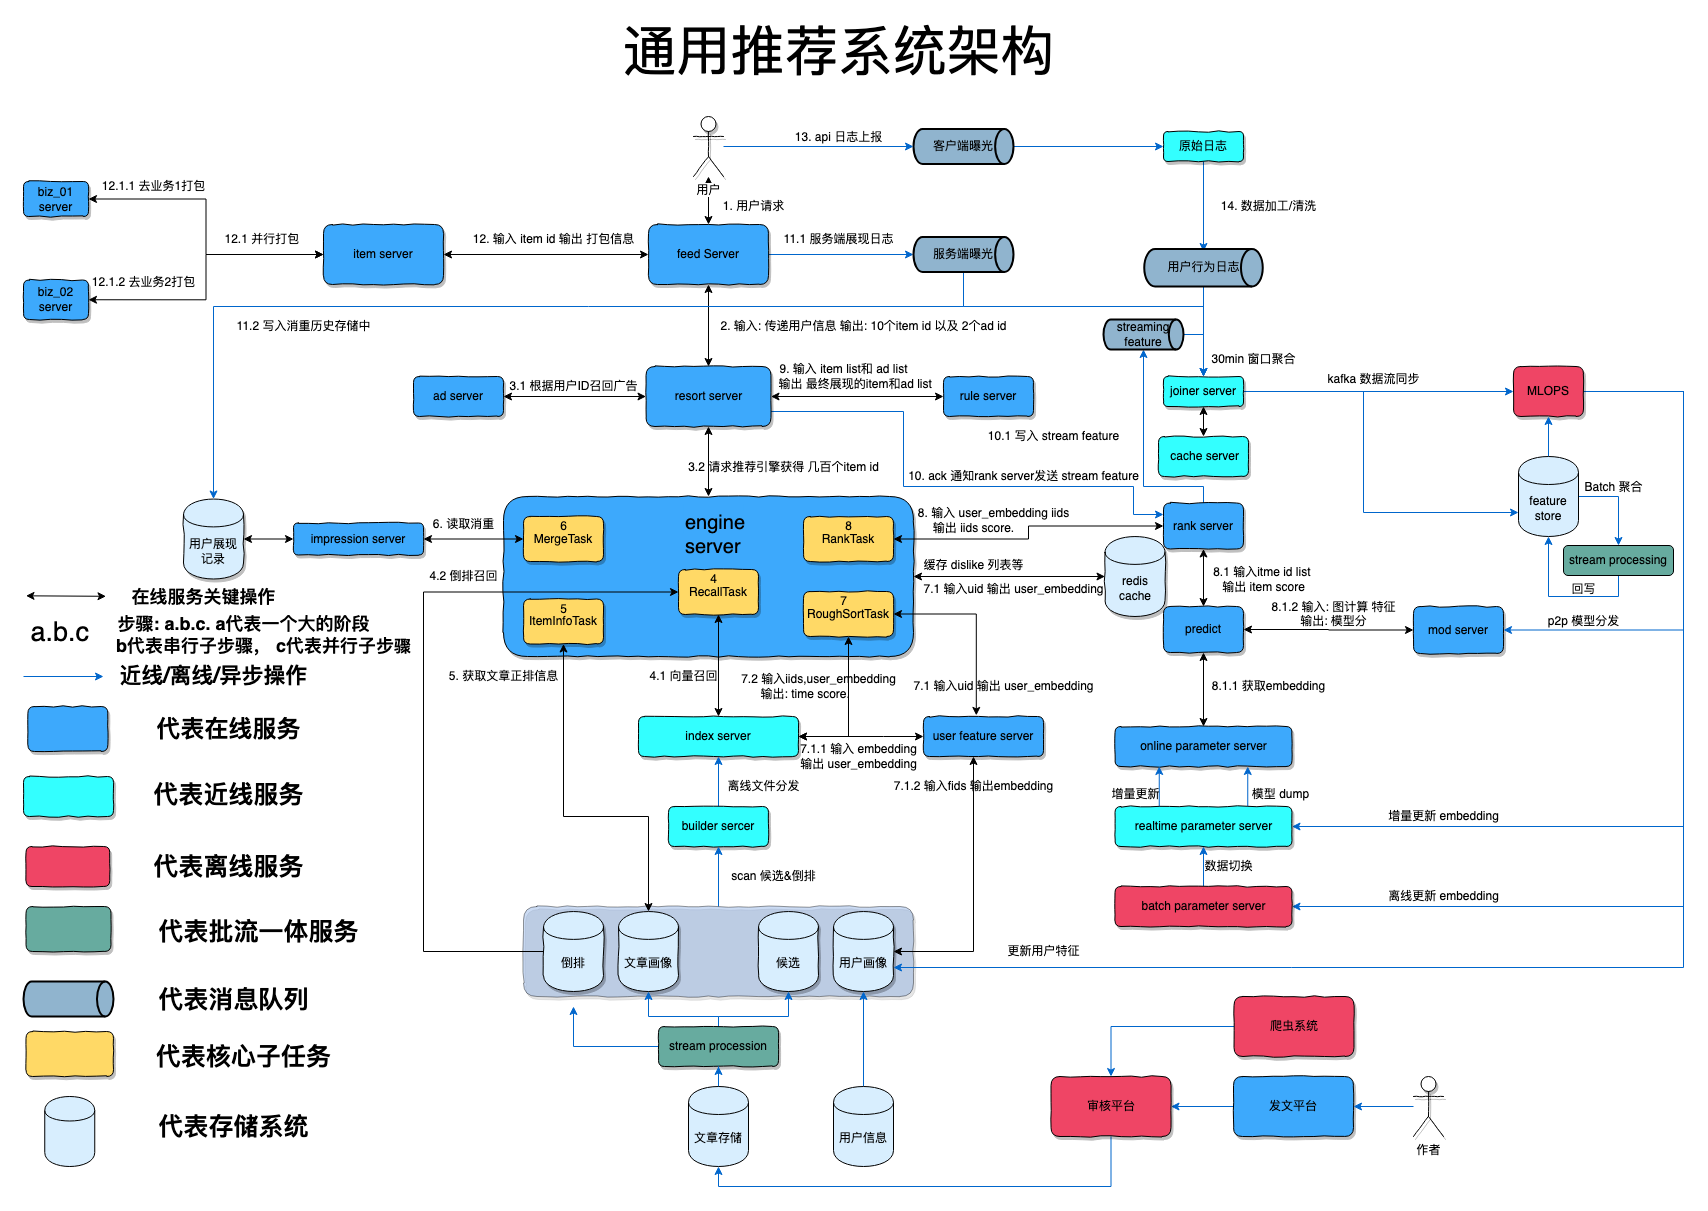 通用推荐系统架构
13. api 日志上报
客户端曝光
原始日志
用户
12.1.1 去业务1打包
biz_01
server
1. 用户请求
14. 数据加工/清洗
12.1 并行打包
item server
12. 输入 item id 输出 打包信息
feed Server
11.1 服务端展现日志
服务端曝光
用户行为日志
12.1.2 去业务2打包
biz_02
server
11.2 写入消重历史存储中
2. 输入: 传递用户信息 输出: 10个item id 以及 2个ad id
streaming
feature
30min 窗口聚合
ad server
3.1 根据用户ID召回广告
resort server
9. 输入 item list和 ad list
输出 最终展现的item和ad list
rule server
joiner server
kafka 数据流同步
MLOPS
10.1 写入 stream feature
cache server
3.2 请求推荐引擎获得 几百个item id
10. ack 通知rank server发送 stream feature
feature
store
Batch 聚合
用户展现
记录
impression server
6. 读取消重
6
MergeTask
engine
server
8
RankTask
8. 输入 user_embedding iids
输出 iids score.
rank server
stream processing
回写
4.2 倒排召回
4
RecallTask
缓存 dislike 列表等
7.1 输入uid 输出 user_embedding
redis
cache
8.1 输入itme id list
输出 item score
5
ItemInfoTask
7
RoughSortTask
在线服务关键操作
a.b.c
步骤: a.b.c. a代表一个大的阶段
b代表串行子步骤， c代表并行子步骤
近线/离线/异步操作
predict
8.1.2 输入: 图计算 特征
输出: 模型分
mod server
p2p 模型分发
5. 获取文章正排信息
4.1 向量召回
7.2 输入iids,user_embedding
输出: time score.
7.1 输入uid 输出 user_embedding
8.1.1 获取embedding
代表在线服务
index server
7.1.1 输入 embedding
输出 user_embedding
user feature server
online parameter server
离线文件分发
7.1.2 输入fids 输出embedding
增量更新
模型 dump
代表近线服务
builder sercer
realtime parameter server
增量更新 embedding
代表离线服务
scan 候选&倒排
数据切换
batch parameter server
离线更新 embedding
代表批流一体服务
倒排
文章画像
候选
用户画像
更新用户特征
代表消息队列
代表核心子任务
stream procession
爬虫系统
代表存储系统
文章存储
用户信息
审核平台
发文平台
作者